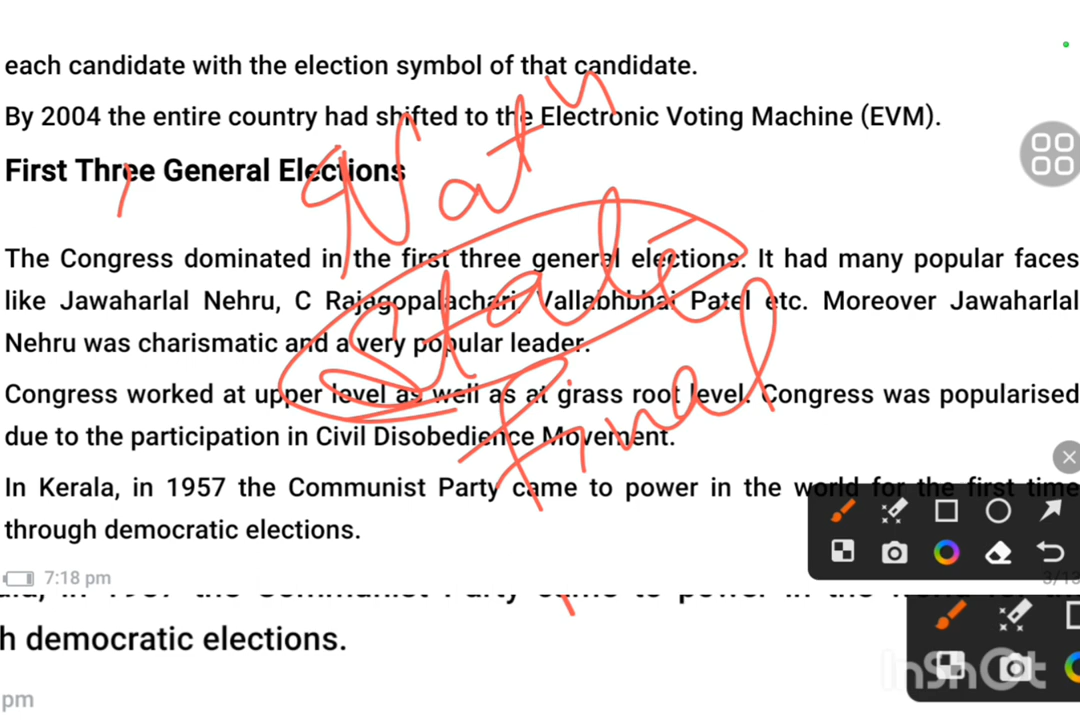 each candidate with the election symbol of that candidate.
By 2004 the entire country had shifted to the Electronic Voting Machine (EVM).
First Three General Elections
The Congress dominated in the first three general elections. It had many popular faces
like Jawaharlal Nehru, C Rajagopalachari, Vallabhbhai Patel etc. Moreover Jawaharlal
Nehru was charismatic and a very popular leader.
Congress worked at upper level as well as at grass root level. Congress was popularised
due to the participation in Civil Disobedience Movement.
In Kerala, in 1957 the Communist Party came to power in the world for the first time
through democratic elections.
State
Final
7:18 pm
3/13
h democratic elections.
pm
InShOt